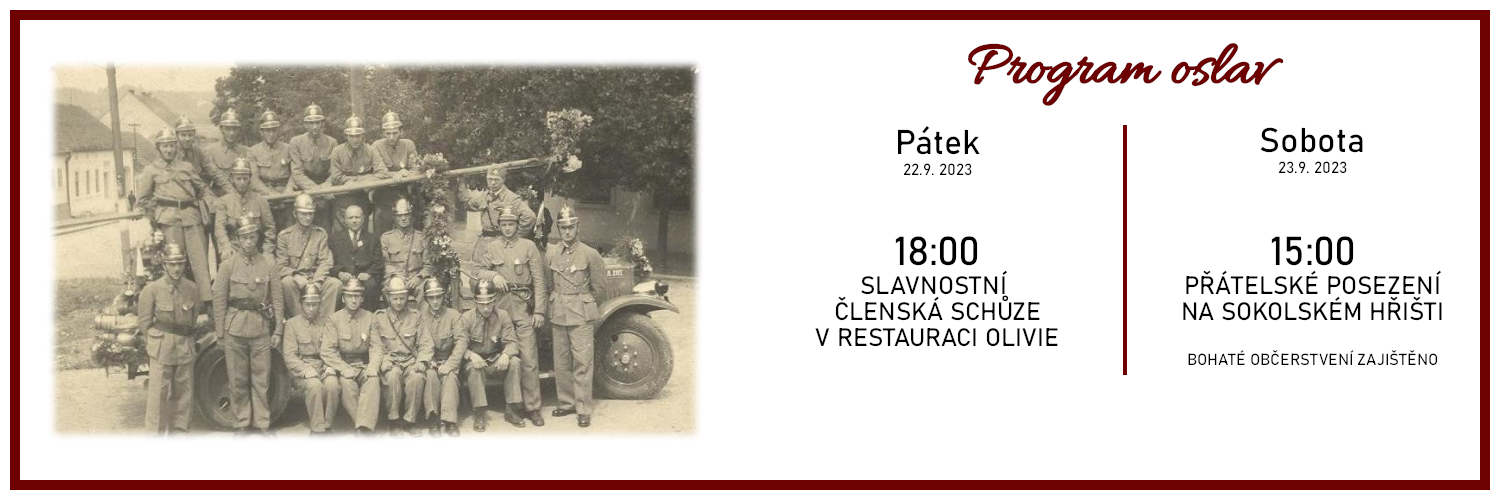 Program oslav
Pátek
22.9. 2023
18:00
SLAVNOSTNÍ
ČLENSKÁ SCHŮZE
V RESTAURACI OLIVIE
Sobota
23.9. 2023
15:00
PŘÁTELSKÉ POSEZENÍ
NA SOKOLSKÉM HŘIŠTI
BOHATÉ OBČERSTVENÍ ZAJIŠTĚNO